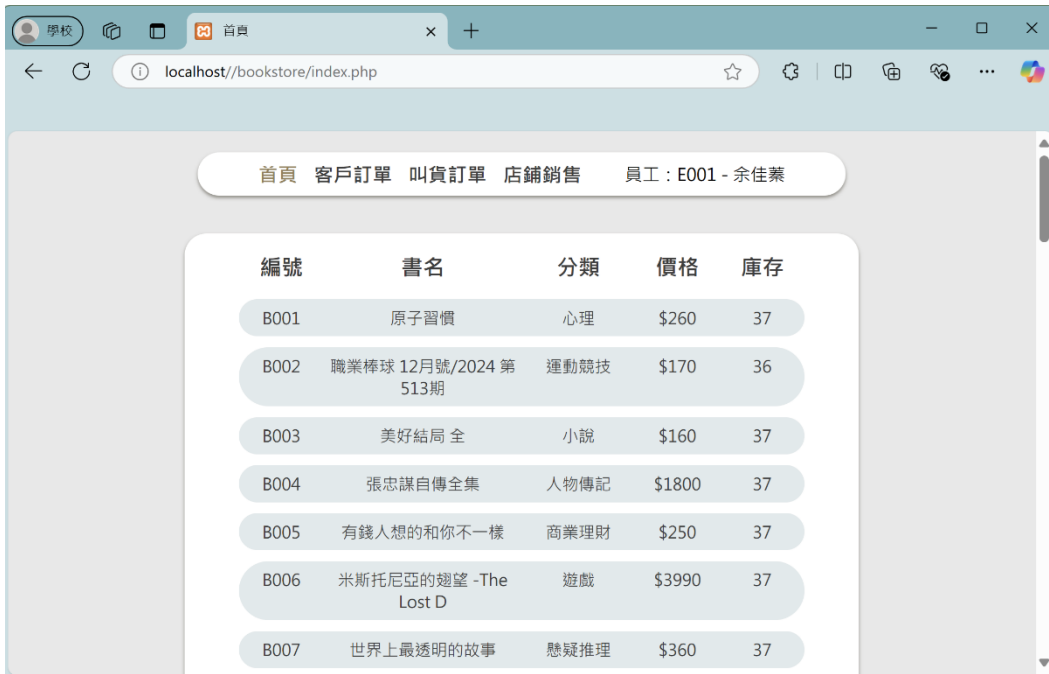 學校
首頁
localhost//bookstore/index.php
首頁 客戶訂單 叫貨訂單 店鋪銷售 員工：E001 - 余佳蓁
編號 書名 分類 價格 庫存
B001 原子習慣 心理 $260 37
B002 職業棒球 12月號/2024 第 運動競技 $170 36
513期
B003 美好結局 全 小說 $160 37
B004 張忠謀自傳全集 人物傳記 $1800 37
B005 有錢人想的和你不一樣 商業理財 $250 37
B006 米斯托尼亞的翅望 -The 遊戲 $3990 37
Lost D
B007 世界上最透明的故事 懸疑推理 $360 37